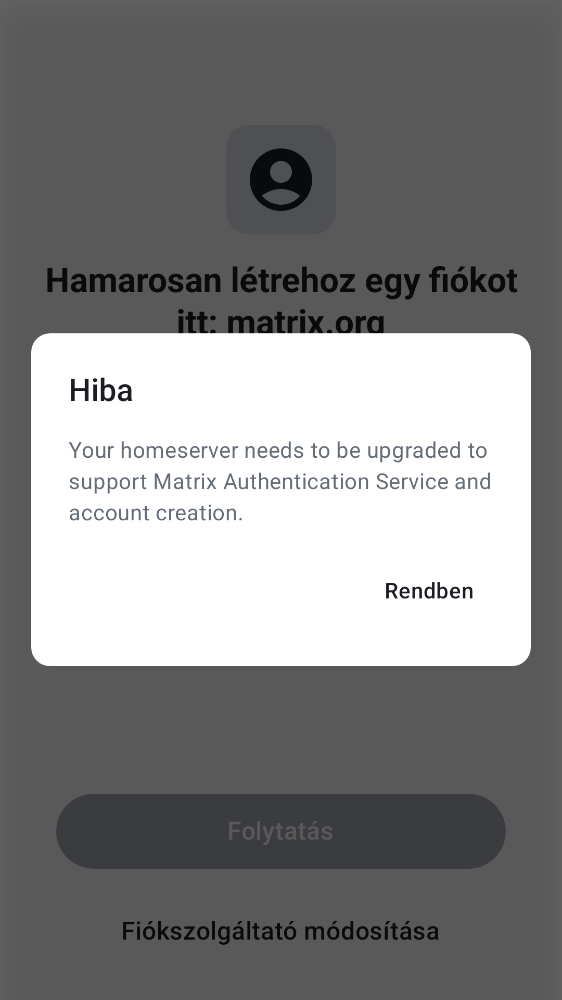 Hamarosan létrehoz egy fiókot
itt: matrix.org
Hiba
Your homeserver needs to be upgraded to
support Matrix Authentication Service and
account creation.
Rendben
Folytatás
Fiókszolgáltató módosítása